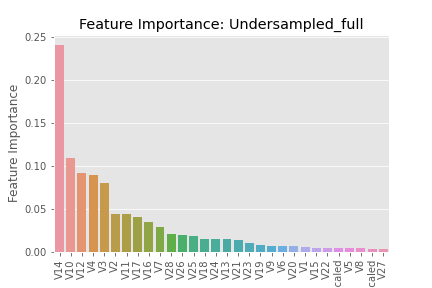 Feature Importance: Undersampled_full
Feature Importance
0.25
0.20
0.15
0.10
0.05
0.00
V14
V10
V12
V4
V3
V2
V11
V17
V16
V7
V28
V26
V25
V18
V24
V13
V21
V23
V19
V9
V6
V20
V1
V15
V22
caled
V5
V8
caled
V27